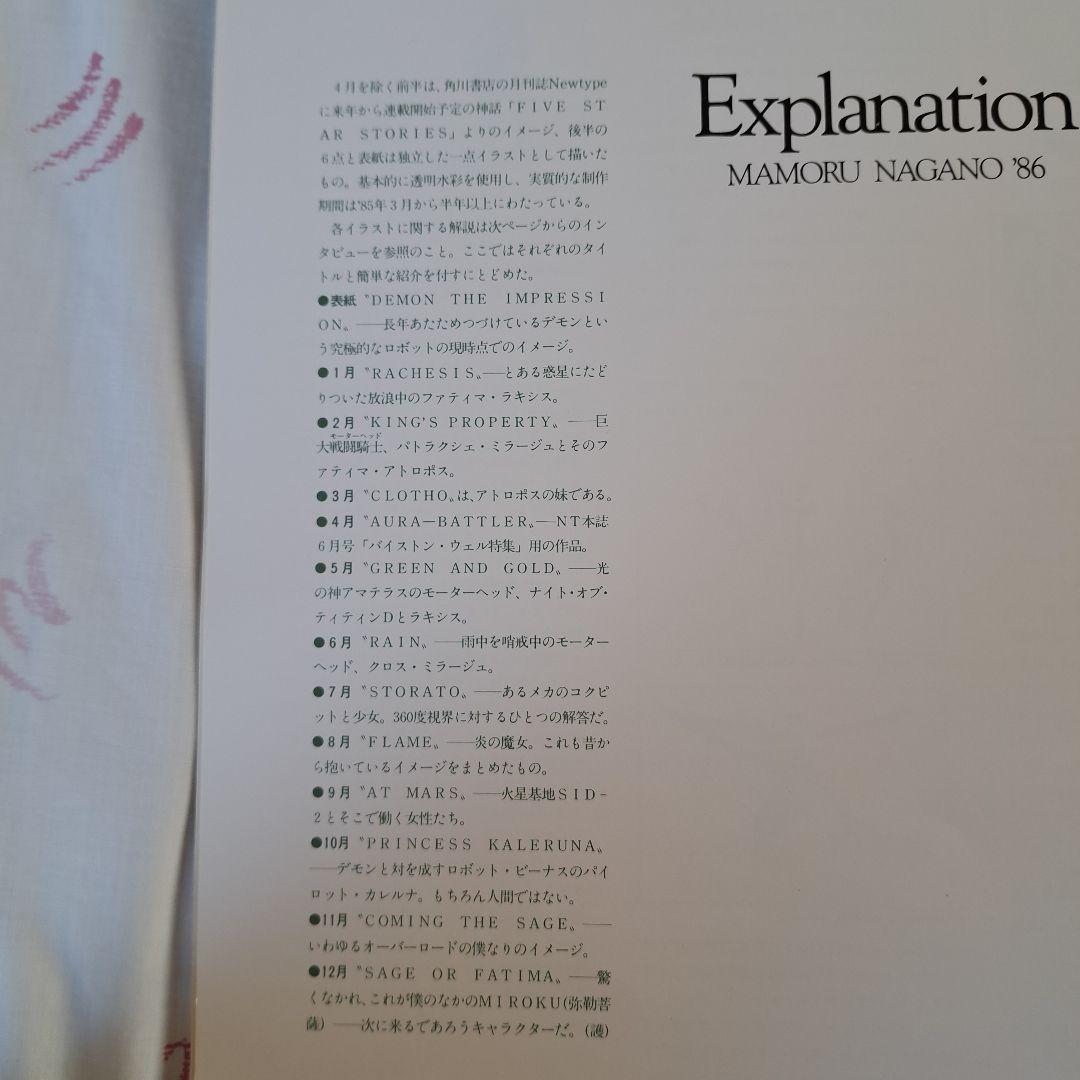 Explanation
MAMORU NAGANO '86
4月を除く前半は、角川書店の月刊誌Newtype
に来年から連載開始予定の神話「FIVE ST
AR STORIES」よりのイメージ、後半の
6点と表紙は独立した一点イラストとして描いた
もの。基本的に透明水彩を使用し、実質的な制作
期間は'85年3月から半年以上にわたっている。
各イラストに関する解説は次ページからのイン
タビューを参照のこと。ここではそれぞれのタイ
トルと簡単な紹介を付すにとどめた。
●表紙〝DEMON THE IMPRESSI
ON〟——長年あたためつづけているデモンとい
う究極的なロボットの現時点でのイメージ。
●1月〝RACHESIS〟——とある惑星にたど
りついた放浪中のファティマ・ラキシス。
●2月〝KING'S PROPERTY〟——巨
モーターヘッド
大戦闘騎士、パトラクシェ・ミラージュとそのフ
ァティマ・アトロポス。
●3月〝CLOTHO〟は、アトロポスの妹である。
●4月〝AURA—BATTLER〟—NT本誌
6月号「バイストン・ウェル特集」用の作品。
●5月〝GREEN AND GOLD〟——光
の神アマテラスのモーターヘッド、ナイト・オブ・
ティティンDとラキシス。
●6月〝RAIN〟——雨中を哨戒中のモーター
ヘッド、クロス・ミラージュ。
●7月〝STORATO〟——あるメカのコクピ
ットと少女。360度視界に対するひとつの解答だ。
●8月〝FLAME〟——炎の魔女。これも昔か
ら抱いているイメージをまとめたもの。
●9月〝AT MARS〟——火星基地SID-
2とそこで働く女性たち。
●10月〝PRINCESS KALERUNA〟
——デモンと対を成すロボット・ビーナスのパイ
ロット・カレルナ。もちろん人間ではない。
●11月〝COMING THE SAGE〟——
いわゆるオーバーロードの僕なりのイメージ。
●12月〝SAGE OR FATIMA〟——驚
くなかれ、これが僕のなかのMIROKU(弥勒菩
薩)——次に来るであろうキャラクターだ。(護)